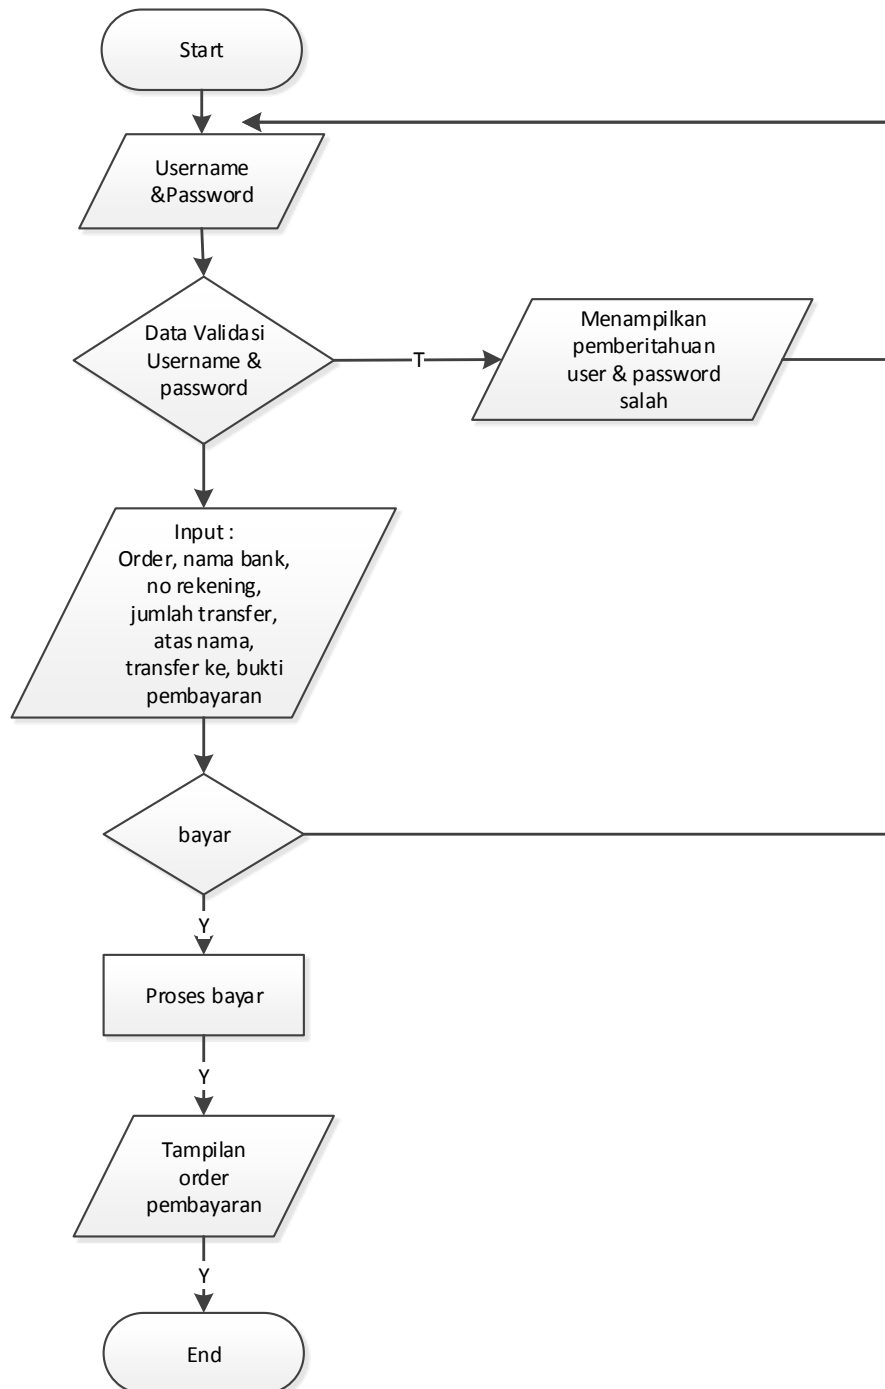 Start
Username
&Password
Data Validasi
Username &
password
T
Menampilkan
pemberitahuan
user & password
salah
Input :
Order, nama bank,
no rekening,
jumlah transfer,
atas nama,
transfer ke, bukti
pembayaran
bayar
Y
Proses bayar
Y
Tampilan
order
pembayaran
Y
End